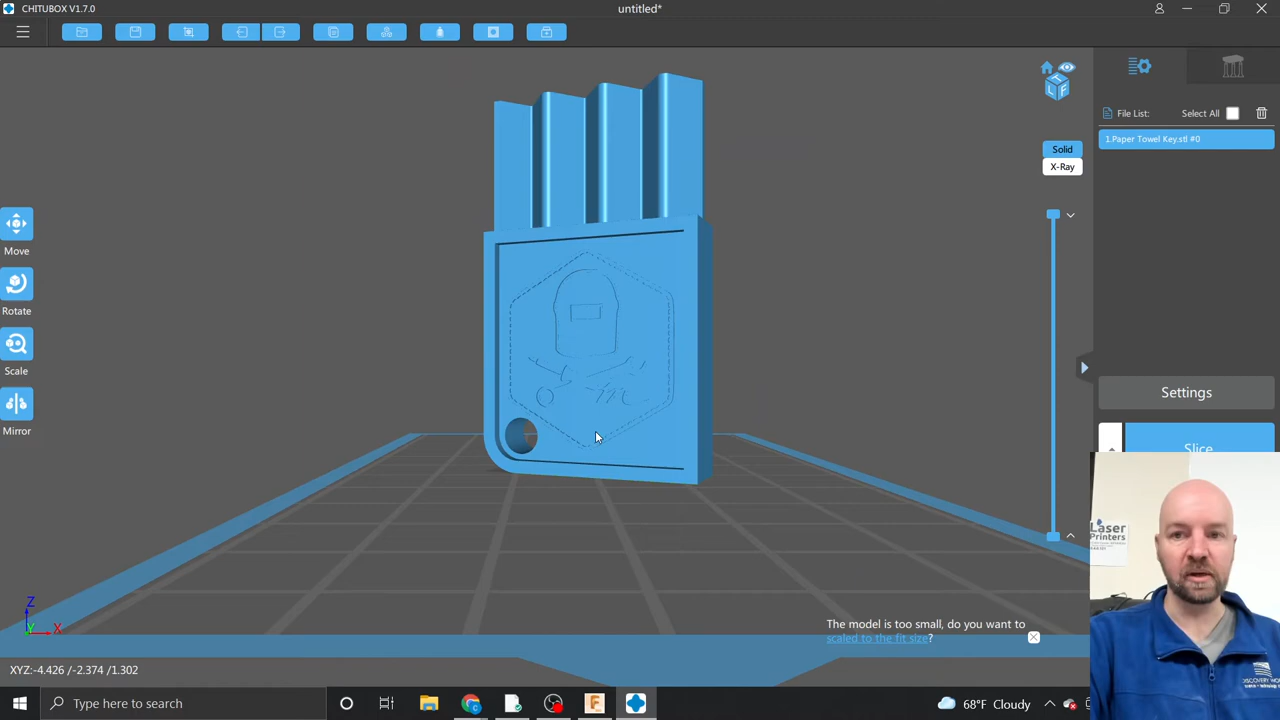 CHITUBOX V1.7.0
untitled*
File List:
Select All
1.Paper Towel Key.stl #0
Solid
X-Ray
Move
Rotate
Scale
Mirror
Settings
Slice
T
L F
Laser
Printers
The model is too small, do you want to
scaled to the fit size?
Z
Y X
XYZ:-4.426 /-2.374 /1.302
Type here to search
68°F Cloudy